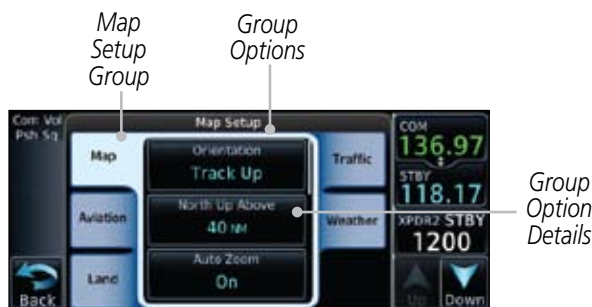 Map
Setup
Group
Group
Options
Com Vol
Psh Sq
Map Setup
COM
136.97
STBY
118.17
XPDR2 STBY
1200
Map
Aviation
Land
Orientation
Track Up
North Up Above
40 NM
Auto Zoom
On
Traffic
Weather
Group
Option
Details
Back
Up
Down